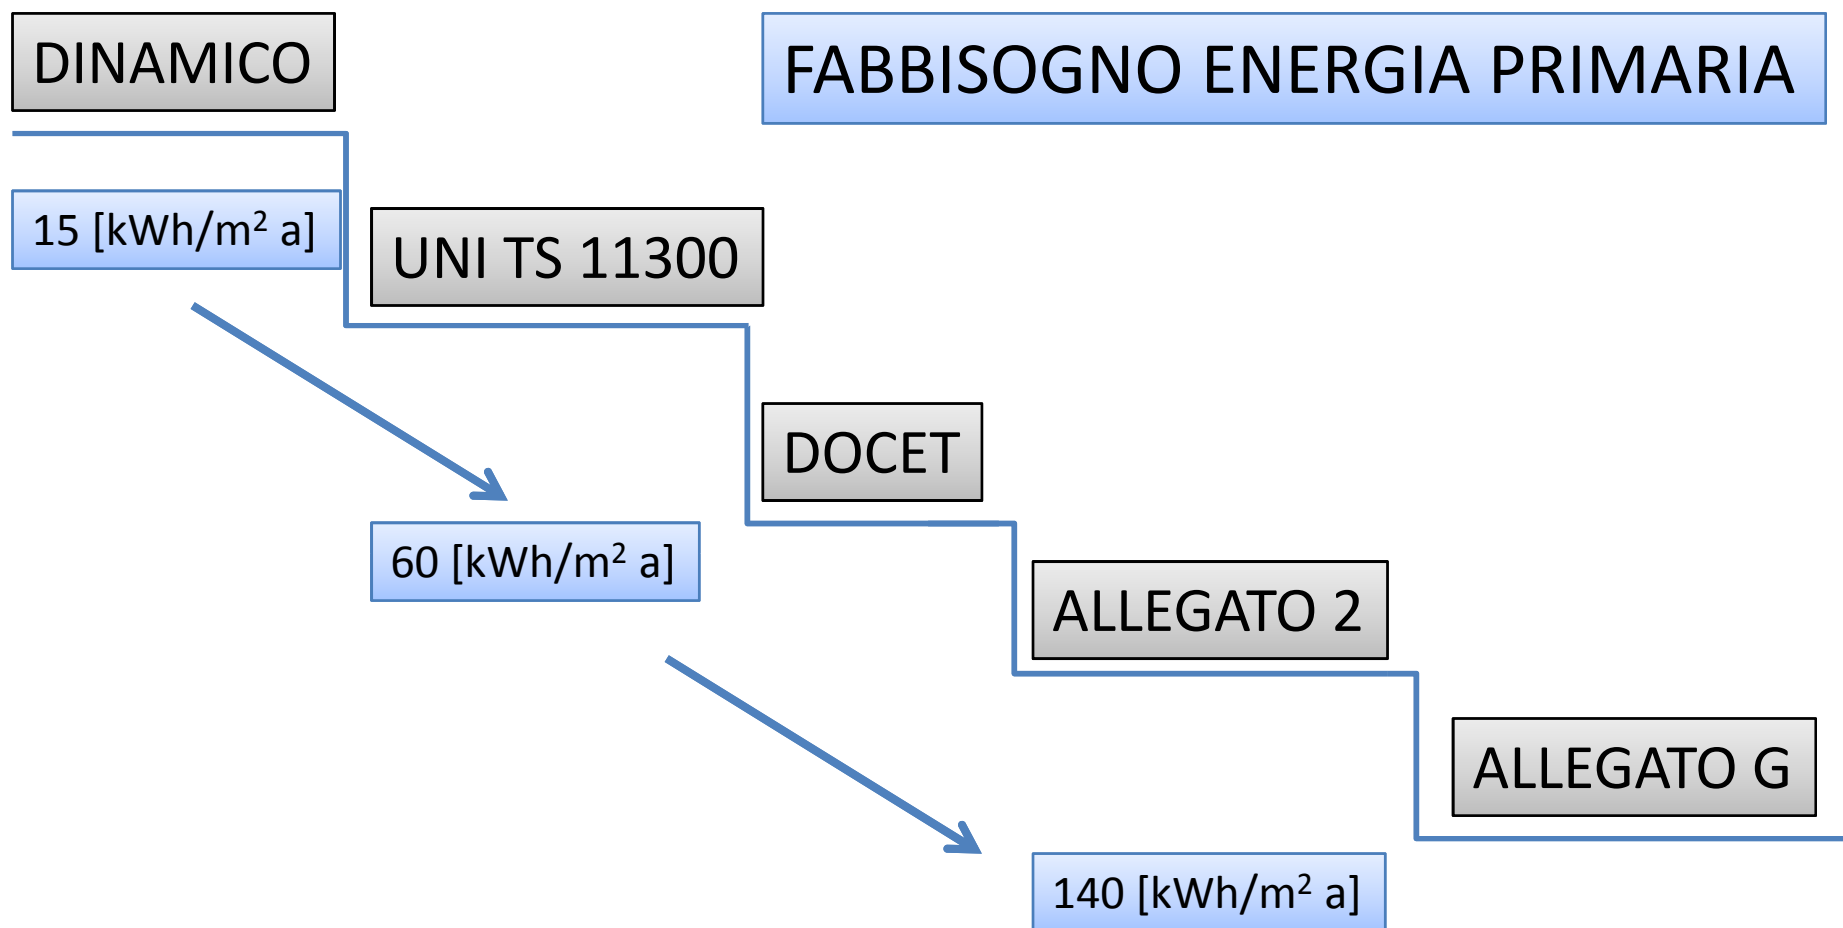 DINAMICO
FABBISOGNO ENERGIA PRIMARIA
15 [kWh/m² a]
UNI TS 11300
DOCET
60 [kWh/m² a]
ALLEGATO 2
ALLEGATO G
140 [kWh/m² a]